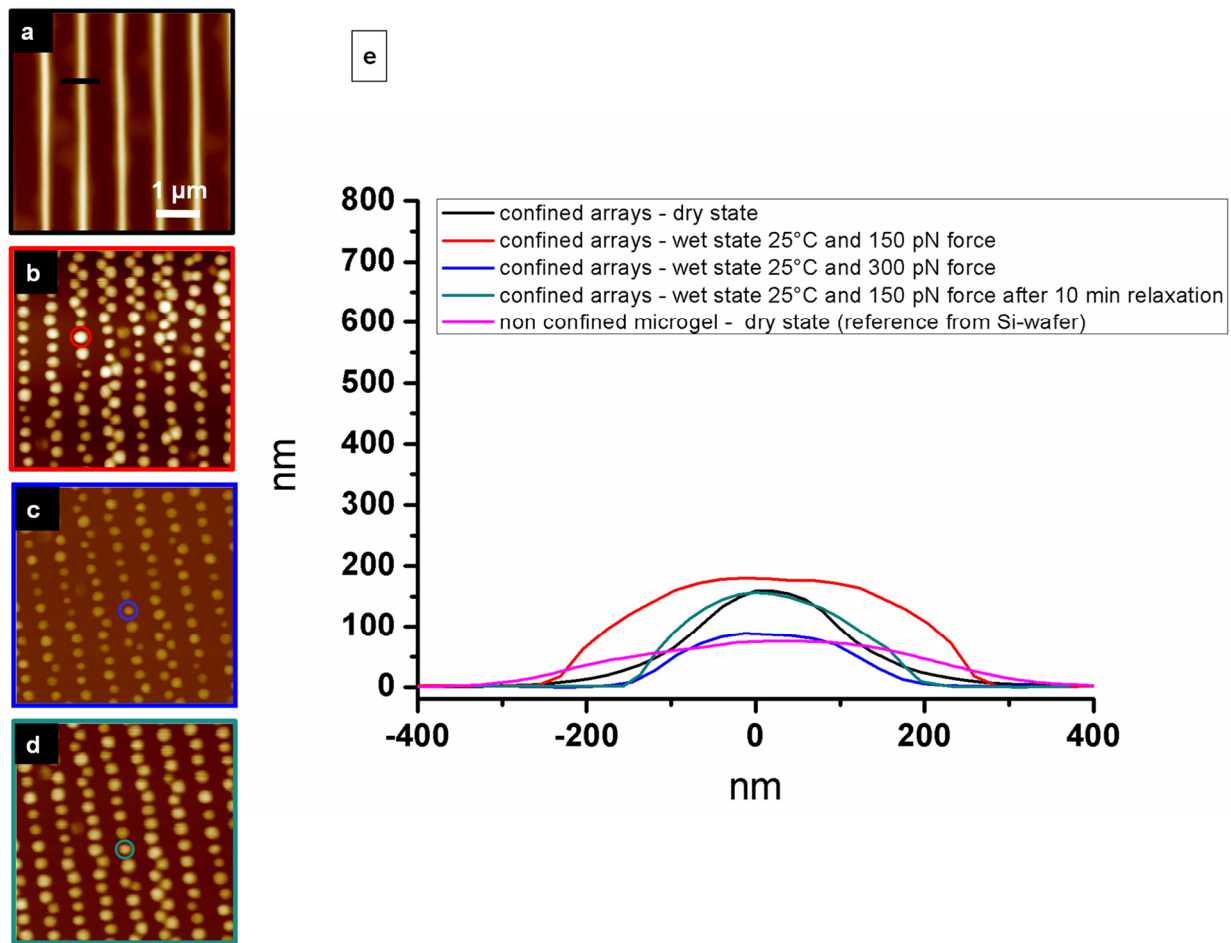 a
1 µm
b
c
d
e
800
700
600
500
400
300
200
100
0
nm
confined arrays - dry state
confined arrays - wet state 25°C and 150 pN force
confined arrays - wet state 25°C and 300 pN force
confined arrays - wet state 25°C and 150 pN force after 10 min relaxation
non confined microgel - dry state (reference from Si-wafer)
-400 -200 0 200 400
nm